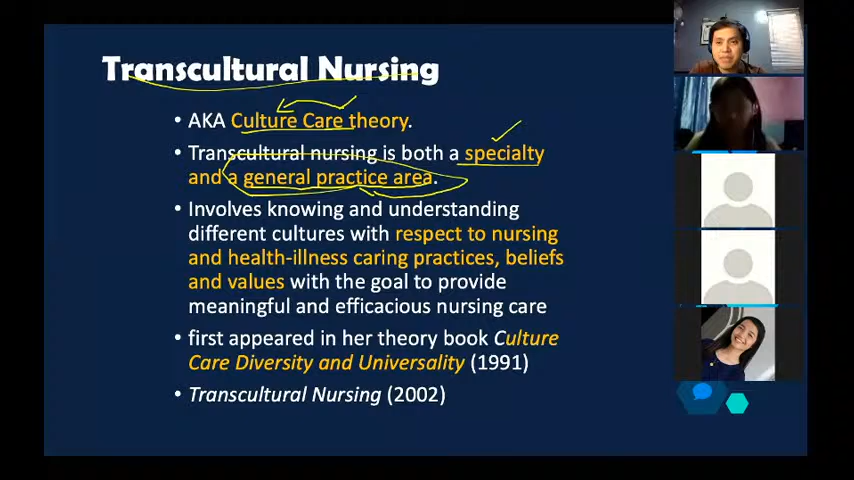 Transcultural Nursing
• AKA Culture Care theory.
• Transcultural nursing is both a specialty
and a general practice area.
• Involves knowing and understanding
different cultures with respect to nursing
and health-illness caring practices, beliefs
and values with the goal to provide
meaningful and efficacious nursing care
• first appeared in her theory book Culture
Care Diversity and Universality (1991)
• Transcultural Nursing (2002)